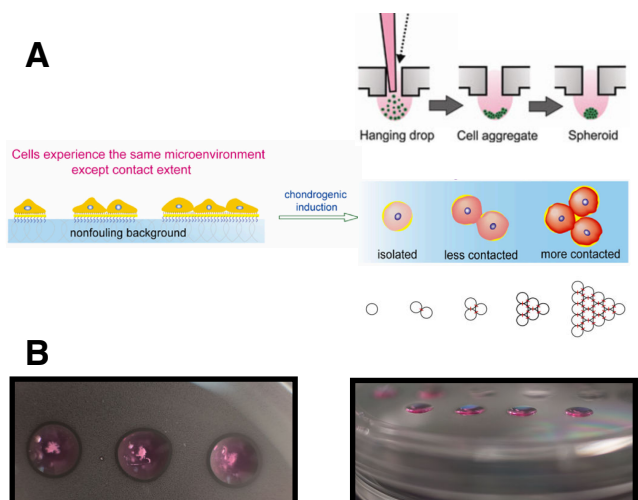 A
Hanging drop
Cell aggregate
Spheroid
Cells experience the same microenvironment
except contact extent
nonfouling background
chondrogenic
induction
isolated
less contacted
more contacted
B